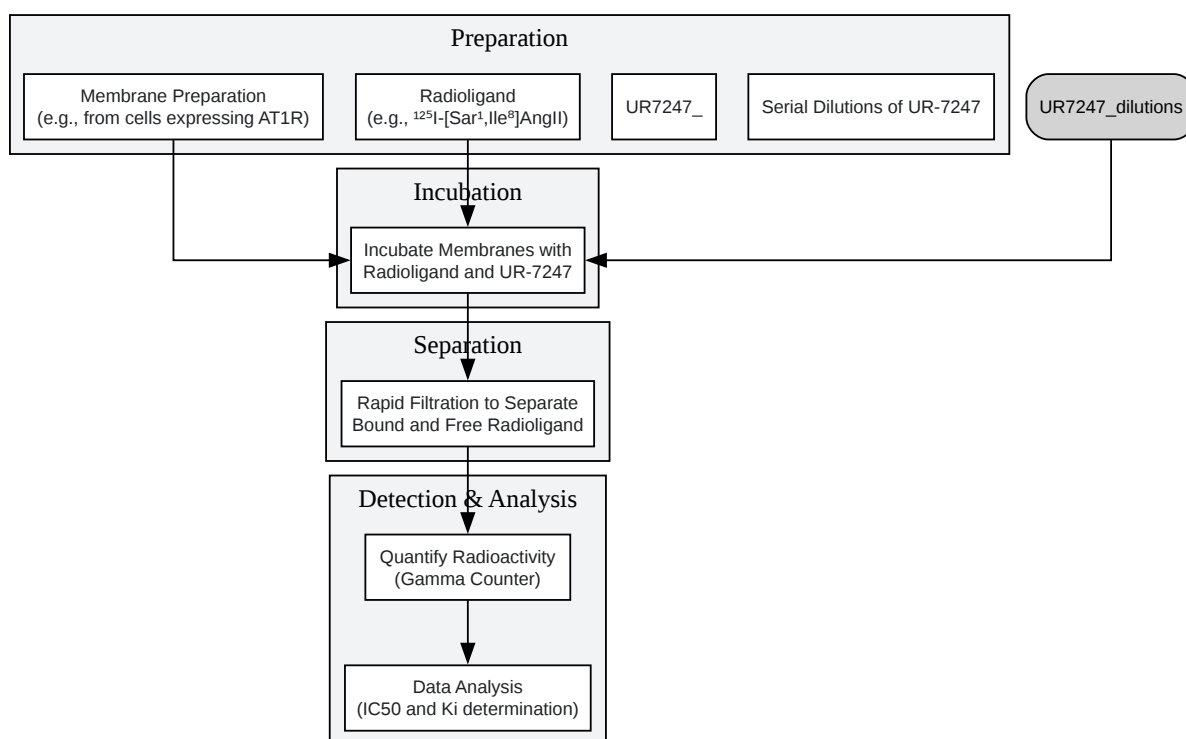 Preparation
Membrane Preparation
(e.g., from cells expressing AT1R)
Radioligand
(e.g., ¹²⁵I-[Sar¹,Ile⁸]AngII)
UR7247_
Serial Dilutions of UR-7247
UR7247_dilutions
Incubation
Incubate Membranes with
Radioligand and UR-7247
Separation
Rapid Filtration to Separate
Bound and Free Radioligand
Detection & Analysis
Quantify Radioactivity
(Gamma Counter)
Data Analysis
(IC50 and Ki determination)